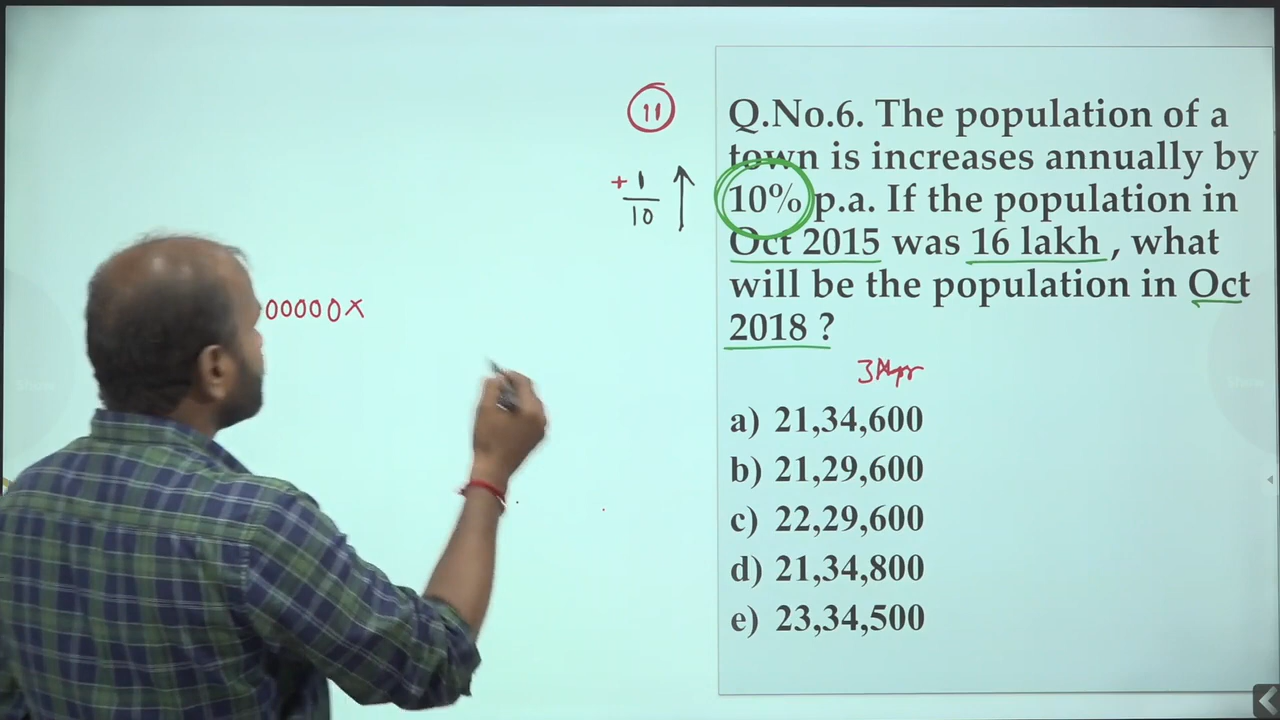 11
+1
10
00000×
Q.No.6. The population of a
town is increases annually by
10% p.a. If the population in
Oct 2015 was 16 lakh , what
will be the population in Oct
2018 ?
a) 21,34,600
b) 21,29,600
c) 22,29,600
d) 21,34,800
e) 23,34,500